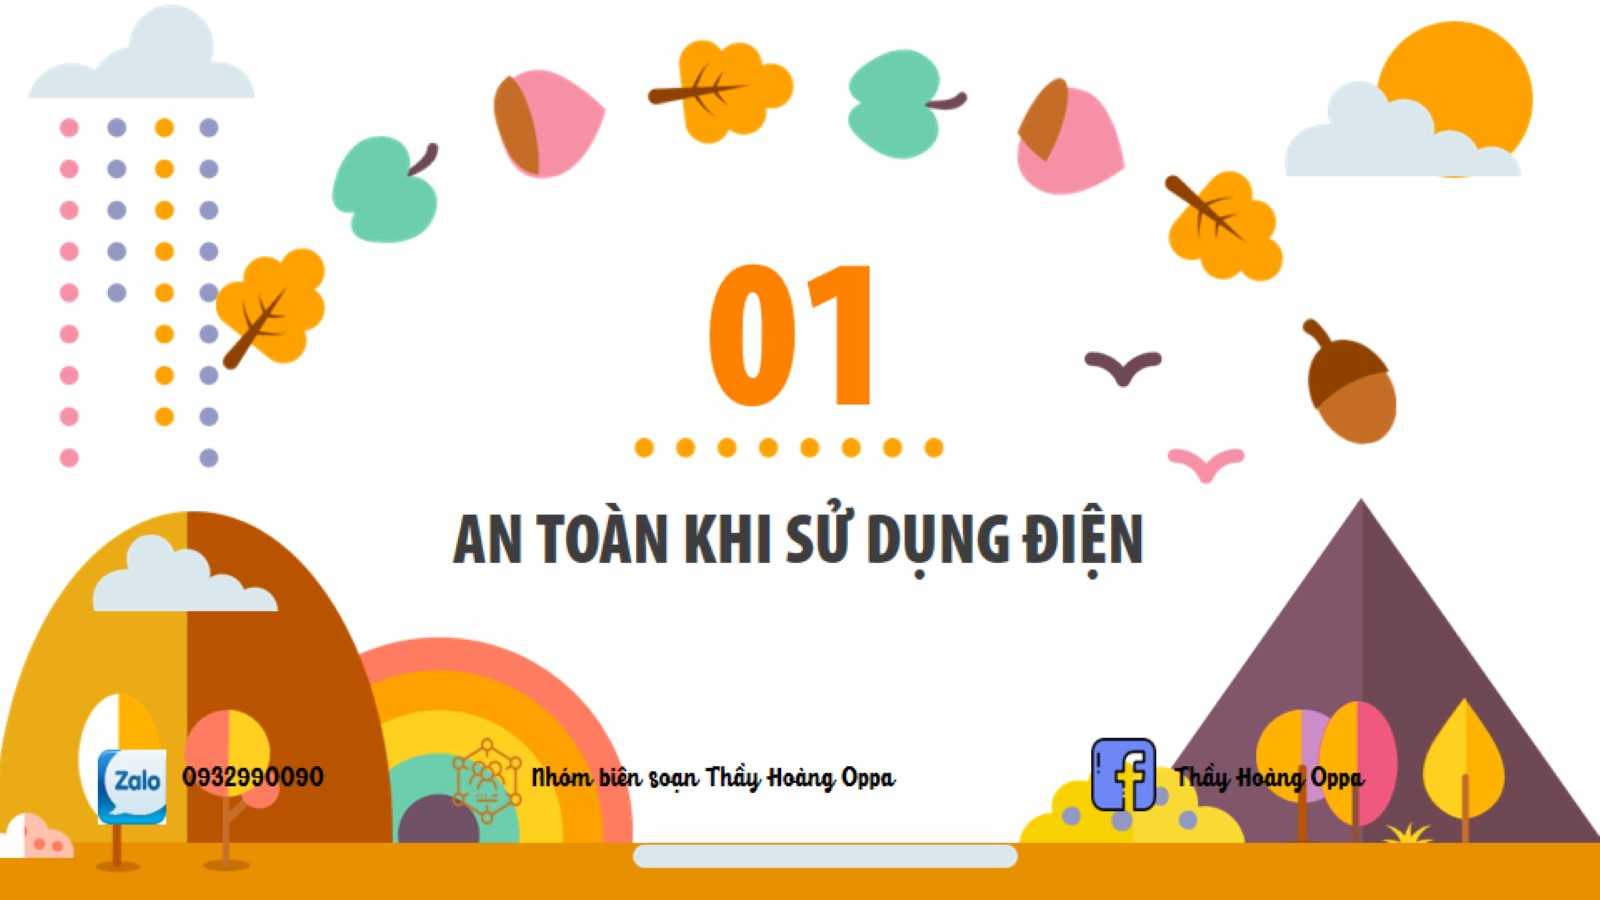 01
AN TOÀN KHI SỬ DỤNG ĐIỆN
Zalo 0932990090
Nhóm biên soạn Thầy Hoàng Oppa
Thầy Hoàng Oppa